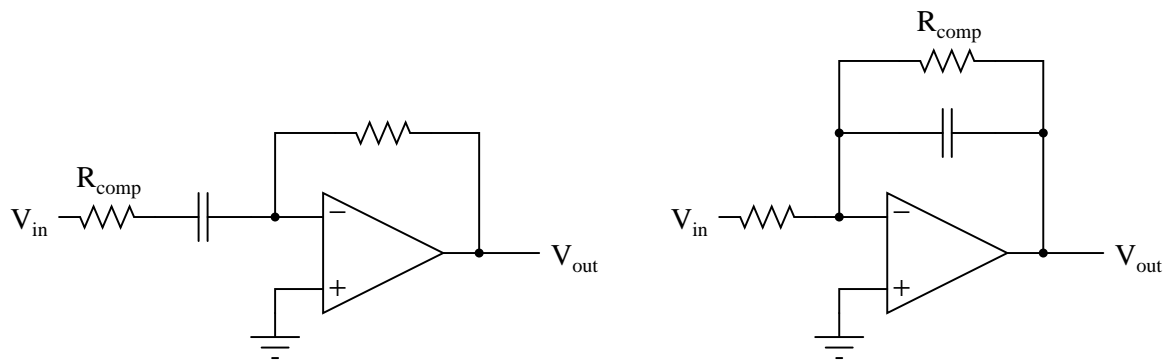 R_comp
V_in
−
+
V_out
R_comp
V_in
−
+
V_out